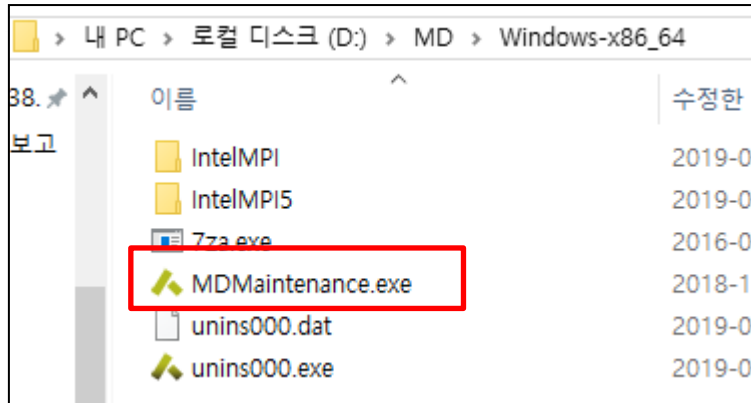 > 내 PC > 로컬 디스크 (D:) > MD > Windows-x86_64
38.
이름
수정한
보고
IntelMPI
2019-0
IntelMPI5
2019-0
7za.exe
2016-0
MDMaintenance.exe
2018-1
unins000.dat
2019-0
unins000.exe
2019-0